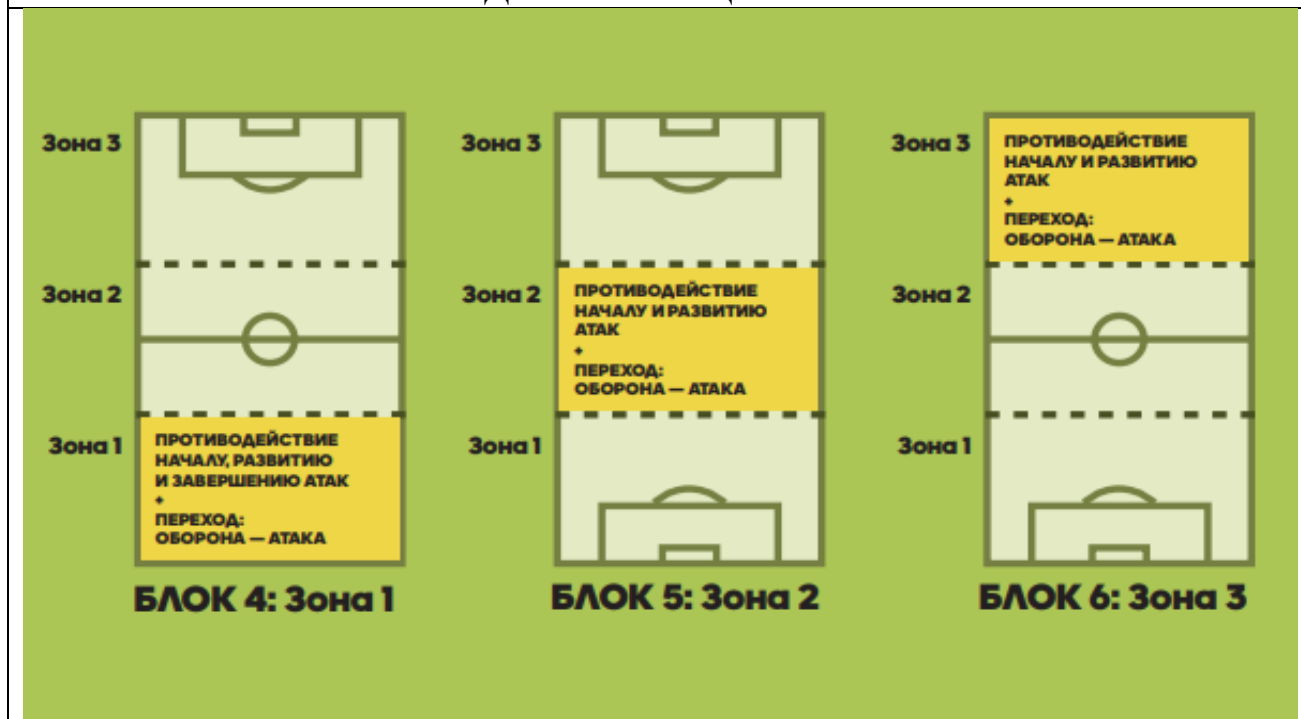 Зона 3
Зона 2
Зона 1
ПРОТИВОДЕЙСТВИЕ
НАЧАЛУ, РАЗВИТИЮ
И ЗАВЕРШЕНИЮ АТАК
+
ПЕРЕХОД:
ОБОРОНА — АТАКА
БЛОК 4: Зона 1
Зона 3
Зона 2
ПРОТИВОДЕЙСТВИЕ
НАЧАЛУ И РАЗВИТИЮ
АТАК
+
ПЕРЕХОД:
ОБОРОНА — АТАКА
Зона 1
БЛОК 5: Зона 2
Зона 3
ПРОТИВОДЕЙСТВИЕ
НАЧАЛУ И РАЗВИТИЮ
АТАК
+
ПЕРЕХОД:
ОБОРОНА — АТАКА
Зона 2
Зона 1
БЛОК 6: Зона 3